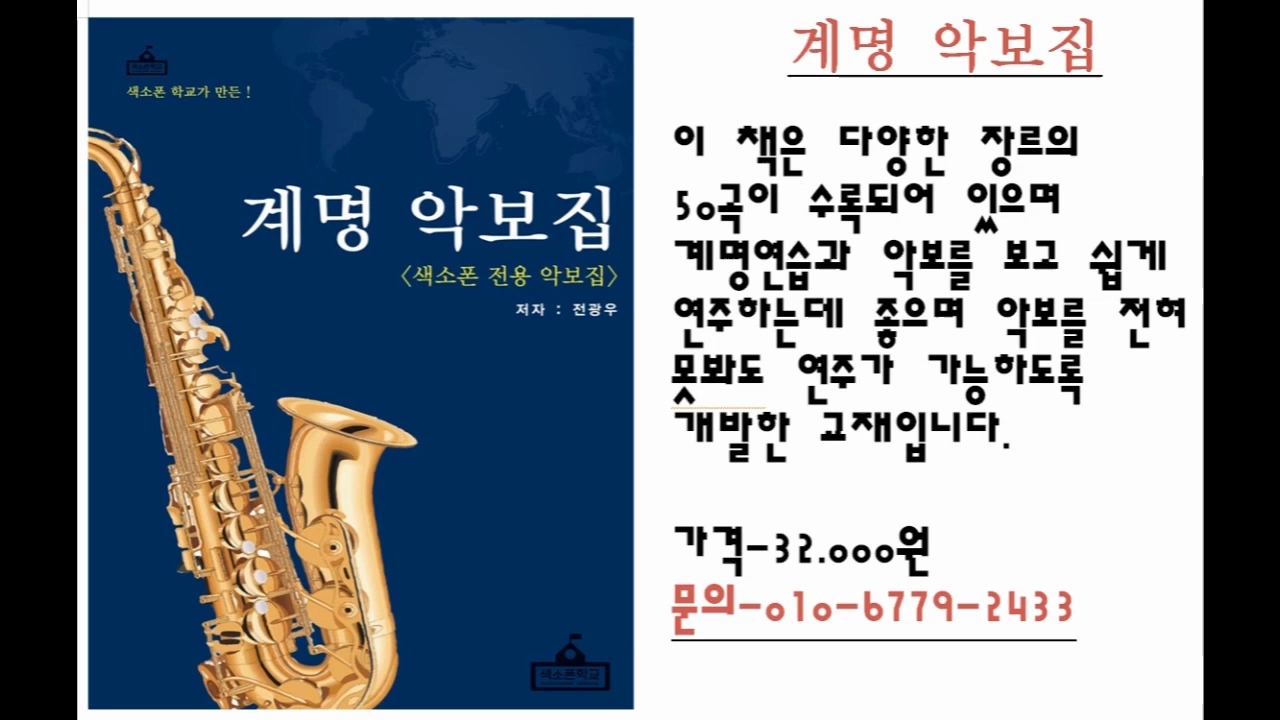 색소폰학교
색소폰 학교가 만든 !
계명 악보집
<색소폰 전용 악보집>
저자 : 전광우
색소폰학교
계명 악보집
이 책은 다양한 장르의
50곡이 수록되어 있으며
계명연습과 악보를 보고 쉽게
연주하는데 좋으며 악보를 전혀
못봐도 연주가 가능하도록
개발한 교재입니다.
가격-32.000원
문의-010-6779-2433